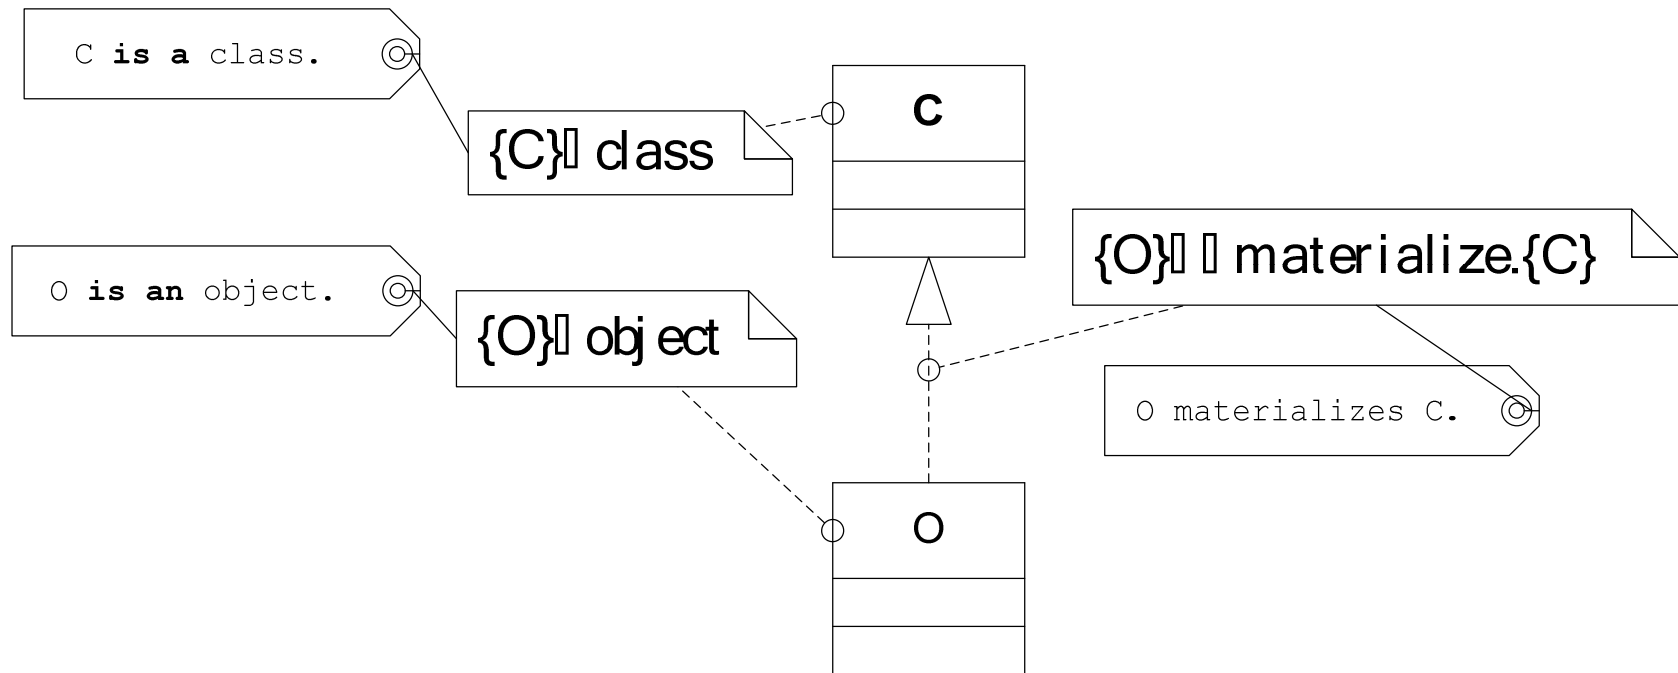 C is a class.
C
{C}▯ class
{O}▯ ▯ materialize.{C}
O is an object.
{O}▯ object
O materializes C.
O